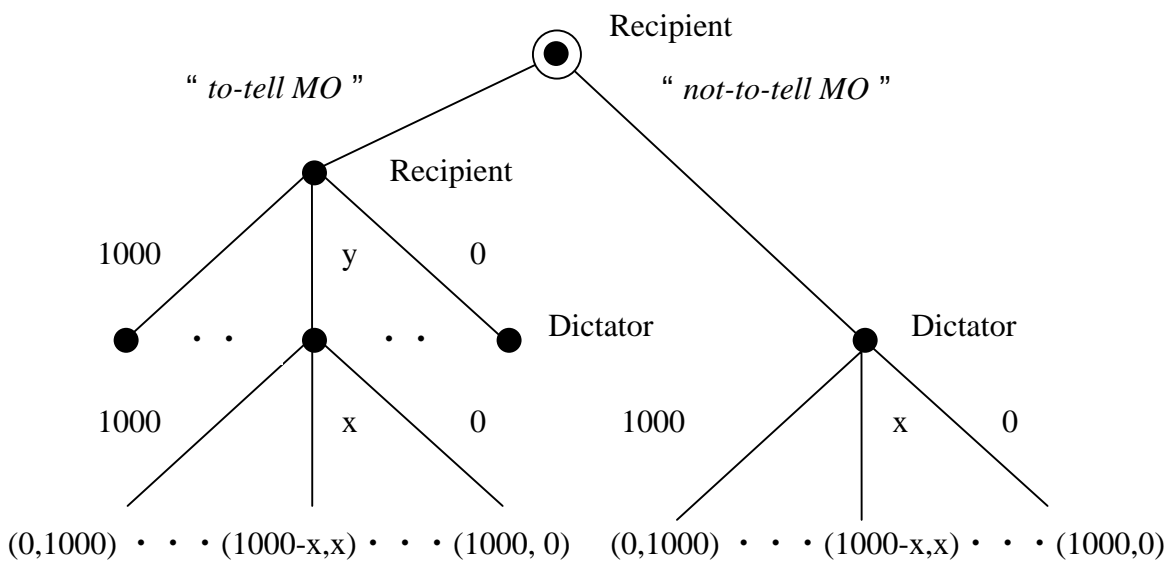 Recipient
“ to-tell MO ” “ not-to-tell MO ”
Recipient
1000 y 0
· · · · Dictator Dictator
1000 x 0 1000 x 0
(0,1000) · · · (1000-x,x) · · · (1000, 0) (0,1000) · · · (1000-x,x) · · · (1000,0)